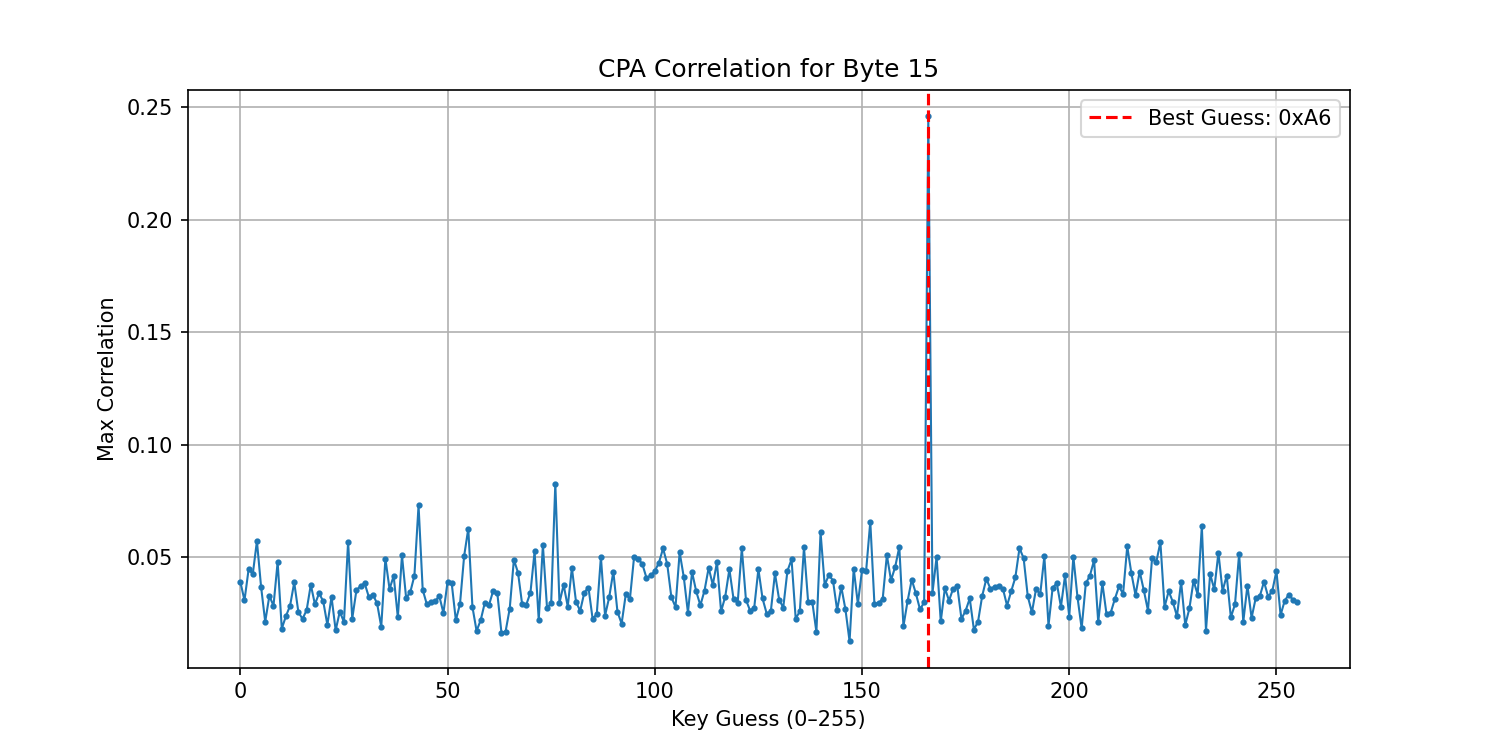 CPA Correlation for Byte 15
Best Guess: 0xA6
Max Correlation
0.25
0.20
0.15
0.10
0.05
0 50 100 150 200 250
Key Guess (0–255)